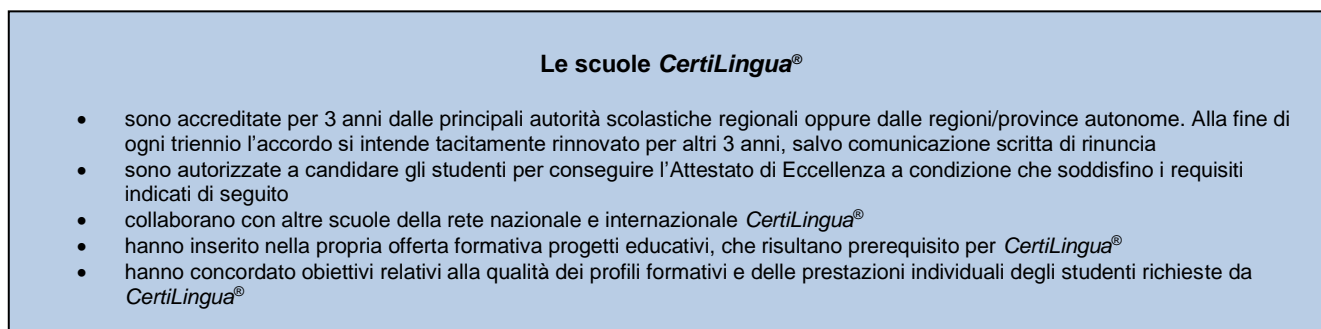 Le scuole CertiLingua®
• sono accreditate per 3 anni dalle principali autorità scolastiche regionali oppure dalle regioni/province autonome. Alla fine di
ogni triennio l’accordo si intende tacitamente rinnovato per altri 3 anni, salvo comunicazione scritta di rinuncia
• sono autorizzate a candidare gli studenti per conseguire l’Attestato di Eccellenza a condizione che soddisfino i requisiti
indicati di seguito
• collaborano con altre scuole della rete nazionale e internazionale CertiLingua®
• hanno inserito nella propria offerta formativa progetti educativi, che risultano prerequisito per CertiLingua®
• hanno concordato obiettivi relativi alla qualità dei profili formativi e delle prestazioni individuali degli studenti richieste da
CertiLingua®